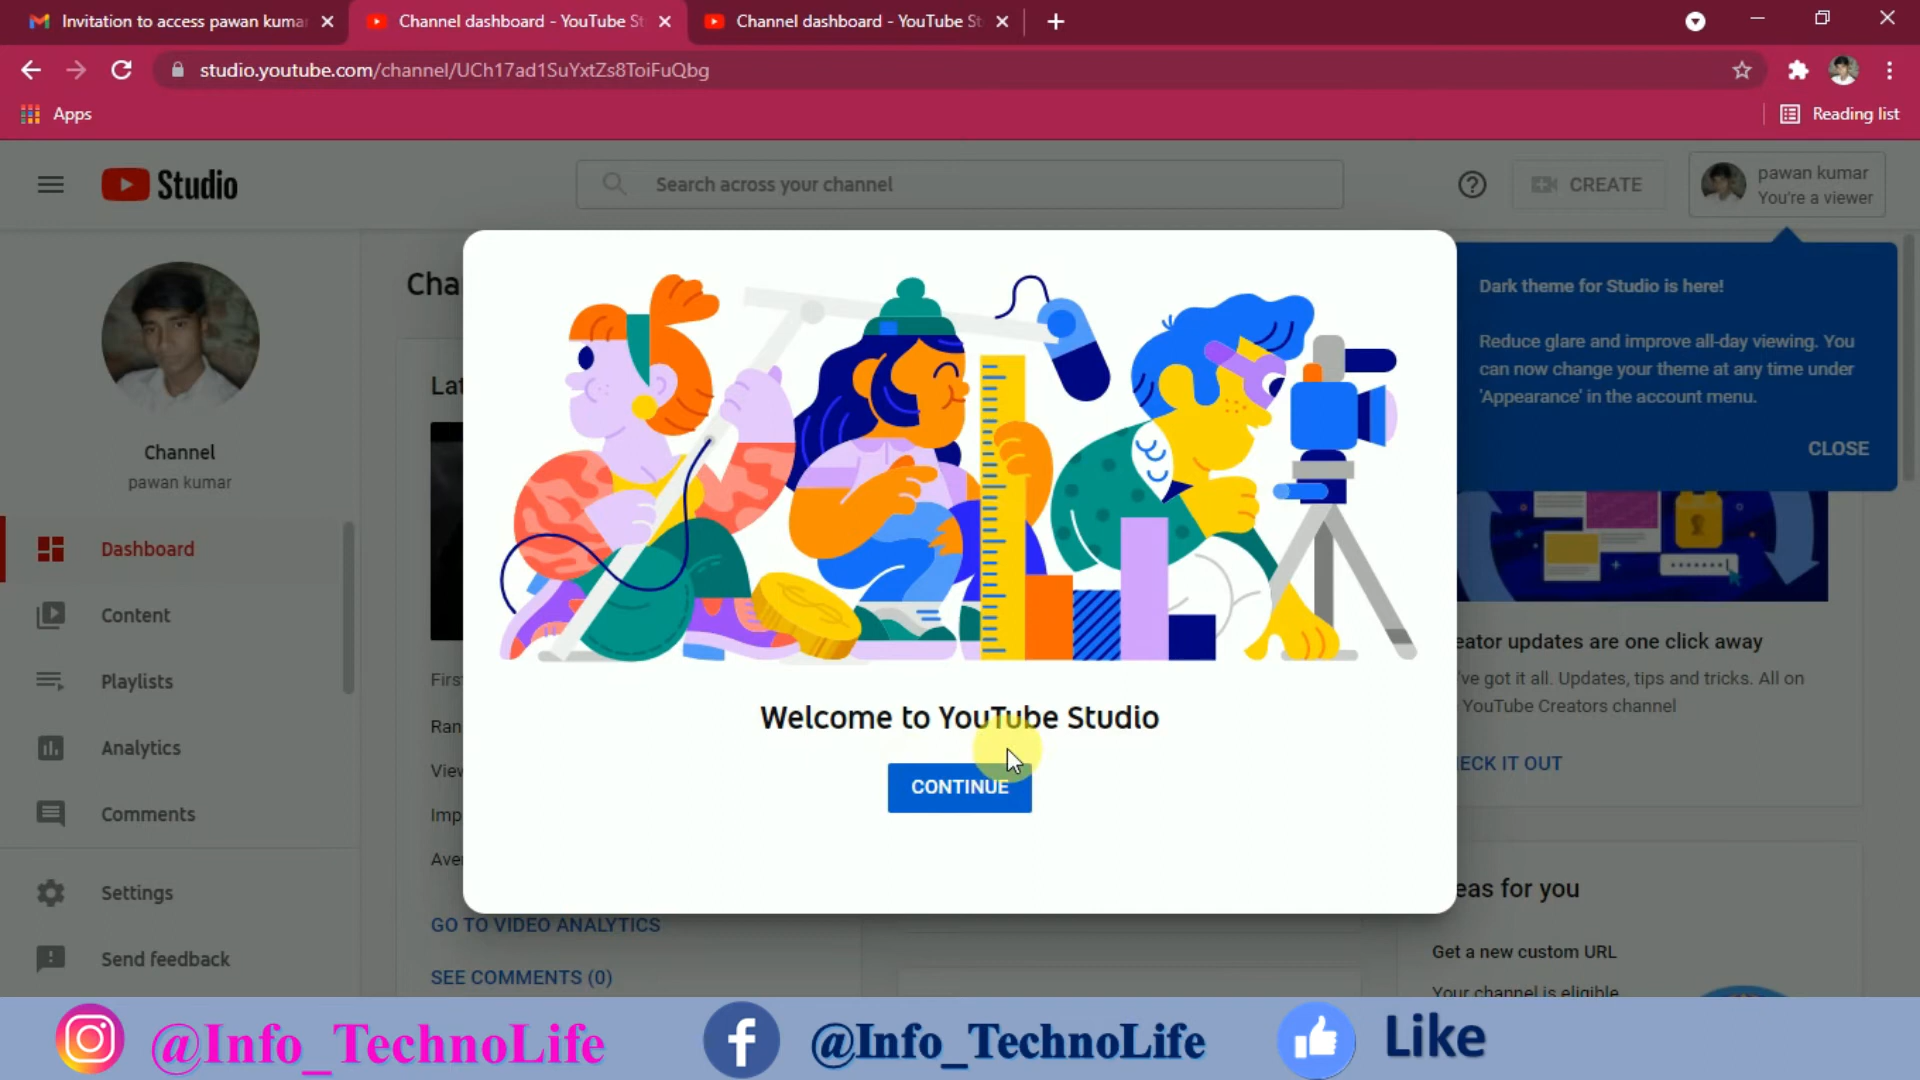 Invitation to access pawan kumar
Channel dashboard - YouTube St
Channel dashboard - YouTube St
studio.youtube.com/channel/UCh17ad1SuYxtZs8ToiFuQbg
Apps
Reading list
Studio
Search across your channel
CREATE
pawan kumar
You're a viewer
Channel
pawan kumar
Dashboard
Content
Playlists
Analytics
Comments
Settings
Send feedback
Cha
Lat
Firs
Ran
View
Imp
Ave
GO TO VIDEO ANALYTICS
SEE COMMENTS (0)
Welcome to YouTube Studio
CONTINUE
Dark theme for Studio is here!
Reduce glare and improve all-day viewing. You
can now change your theme at any time under
'Appearance' in the account menu.
CLOSE
eator updates are one click away
've got it all. Updates, tips and tricks. All on
YouTube Creators channel
ECK IT OUT
eas for you
Get a new custom URL
Your channel is eligible
@Info_TechnoLife
@Info_TechnoLife
Like